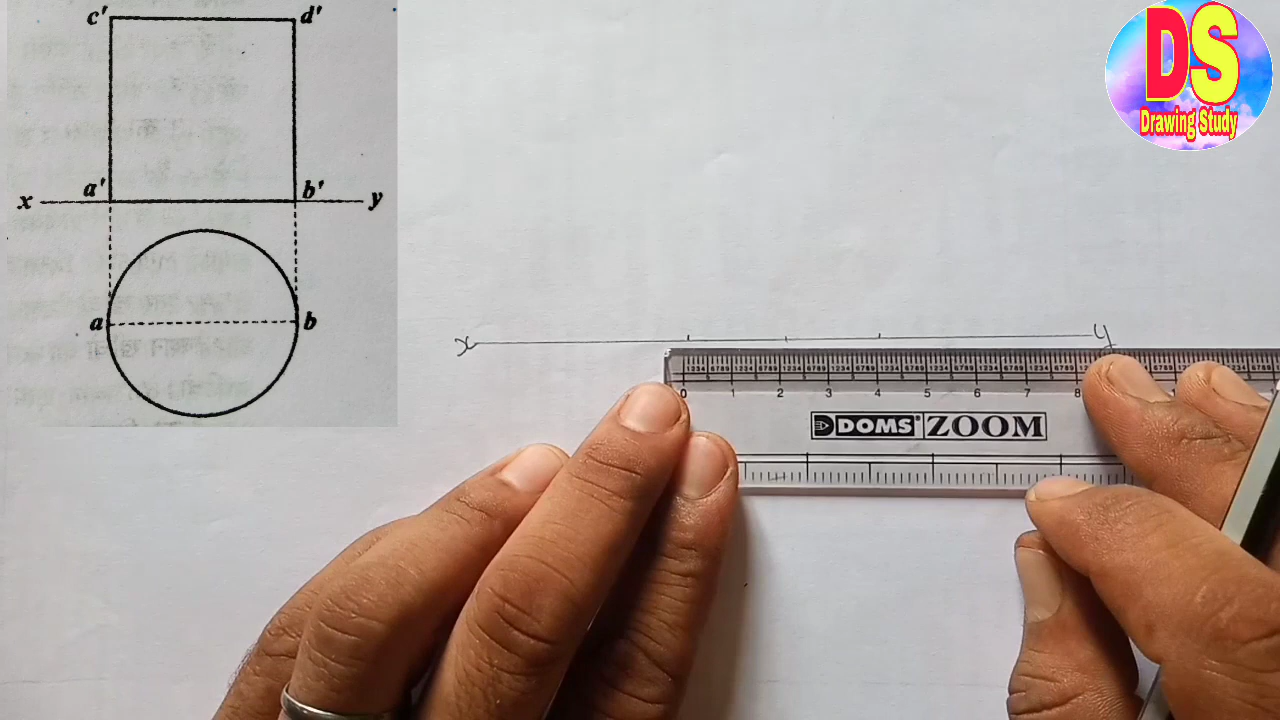 c' d'
a' b'
x y
a b
DS
Drawing Study
x y
0 1 2 3 4 5 6 7 8
DOMS ZOOM